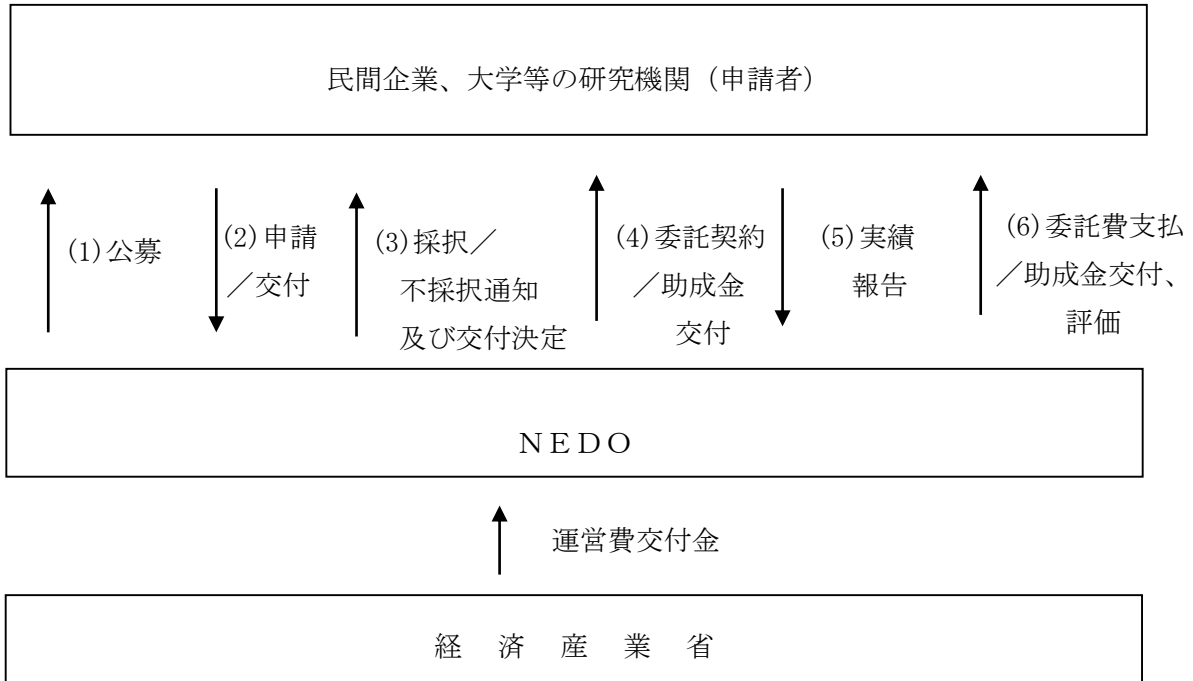 民間企業、大学等の研究機関（申請者）
(1)公募
(2)申請
／交付
(3)採択／
不採択通知
及び交付決定
(4)委託契約
／助成金
交付
(5)実績
報告
(6)委託費支払
／助成金交付、
評価
ＮＥＤＯ
運営費交付金
経　済　産　業　省